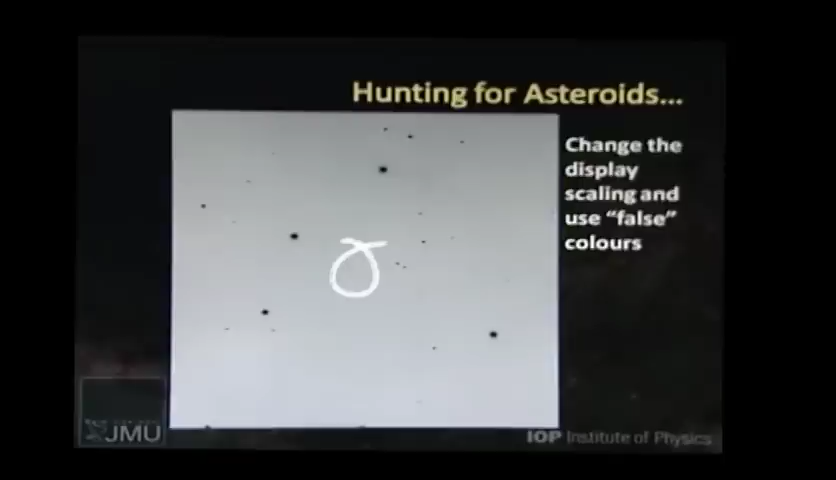 Hunting for Asteroids...
Change the
display
scaling and
use “false”
colours
JMU
IOP Institute of Physics